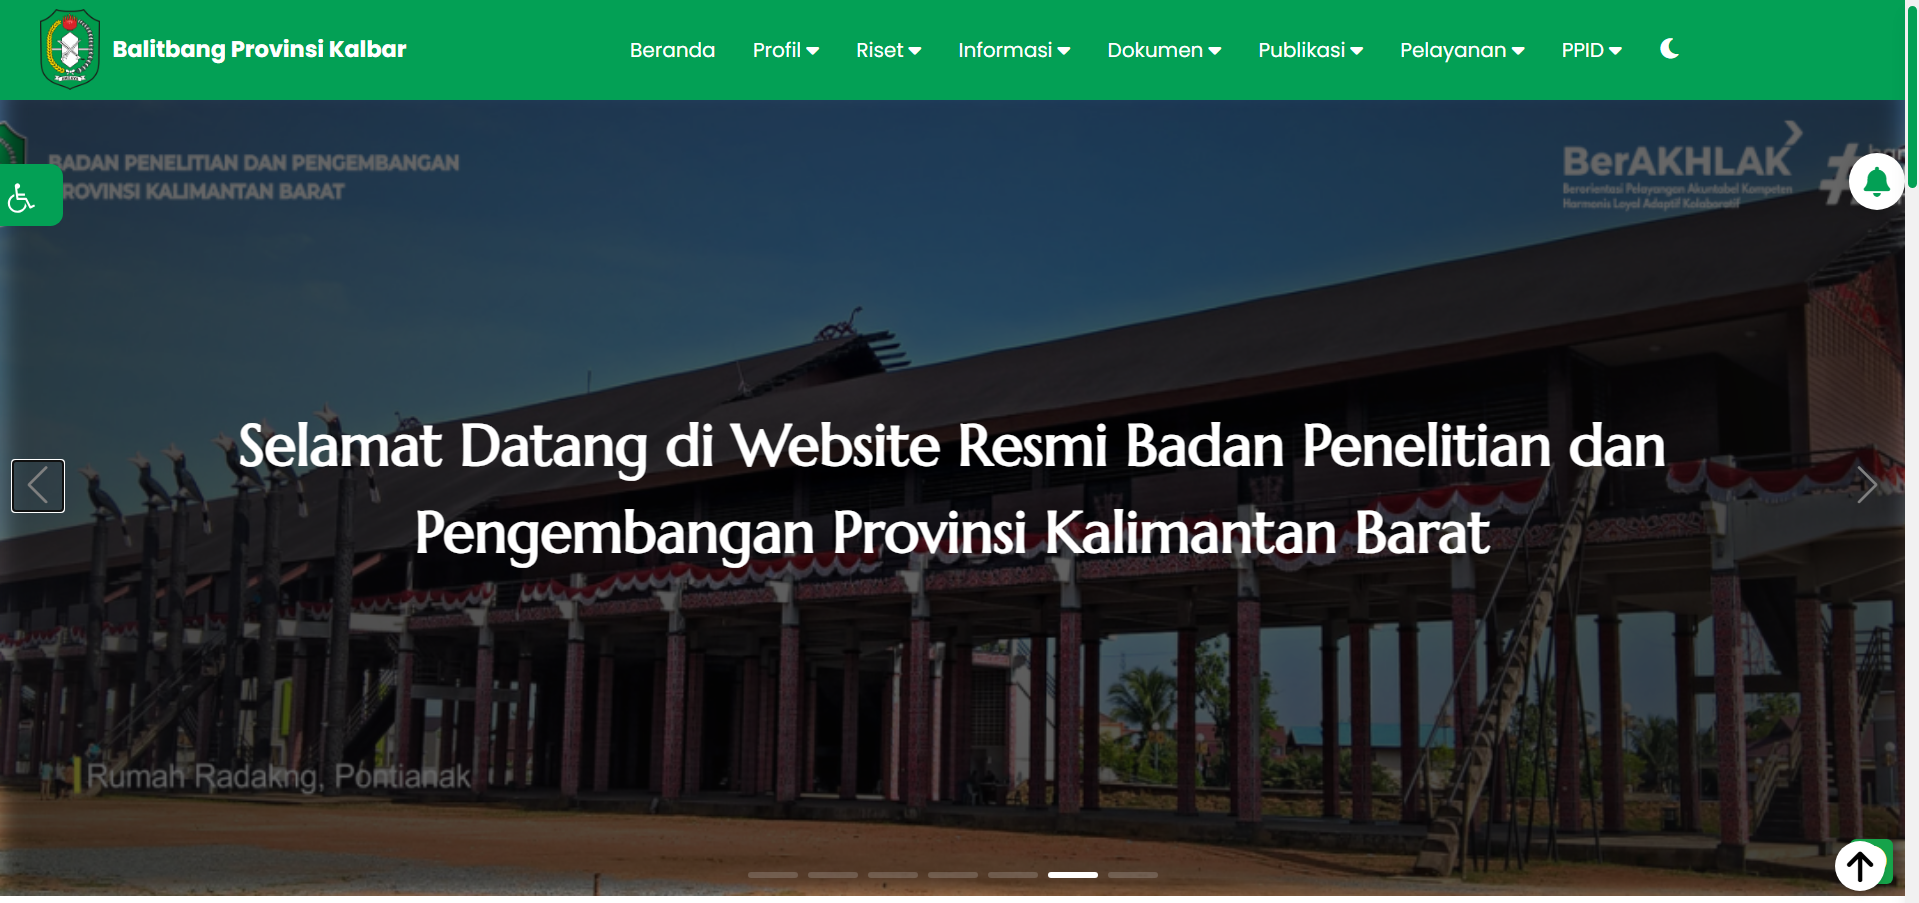 Balitbang Provinsi Kalbar
Beranda
Profil
Riset
Informasi
Dokumen
Publikasi
Pelayanan
PPID
BADAN PENELITIAN DAN PENGEMBANGAN
PROVINSI KALIMANTAN BARAT
BerAKHLAK
Berorientasi Pelayanan Akuntabel Kompeten
Harmonis Loyal Adaptif Kolaboratif
#
Selamat Datang di Website Resmi Badan Penelitian dan
Pengembangan Provinsi Kalimantan Barat
Rumah Radakng, Pontianak